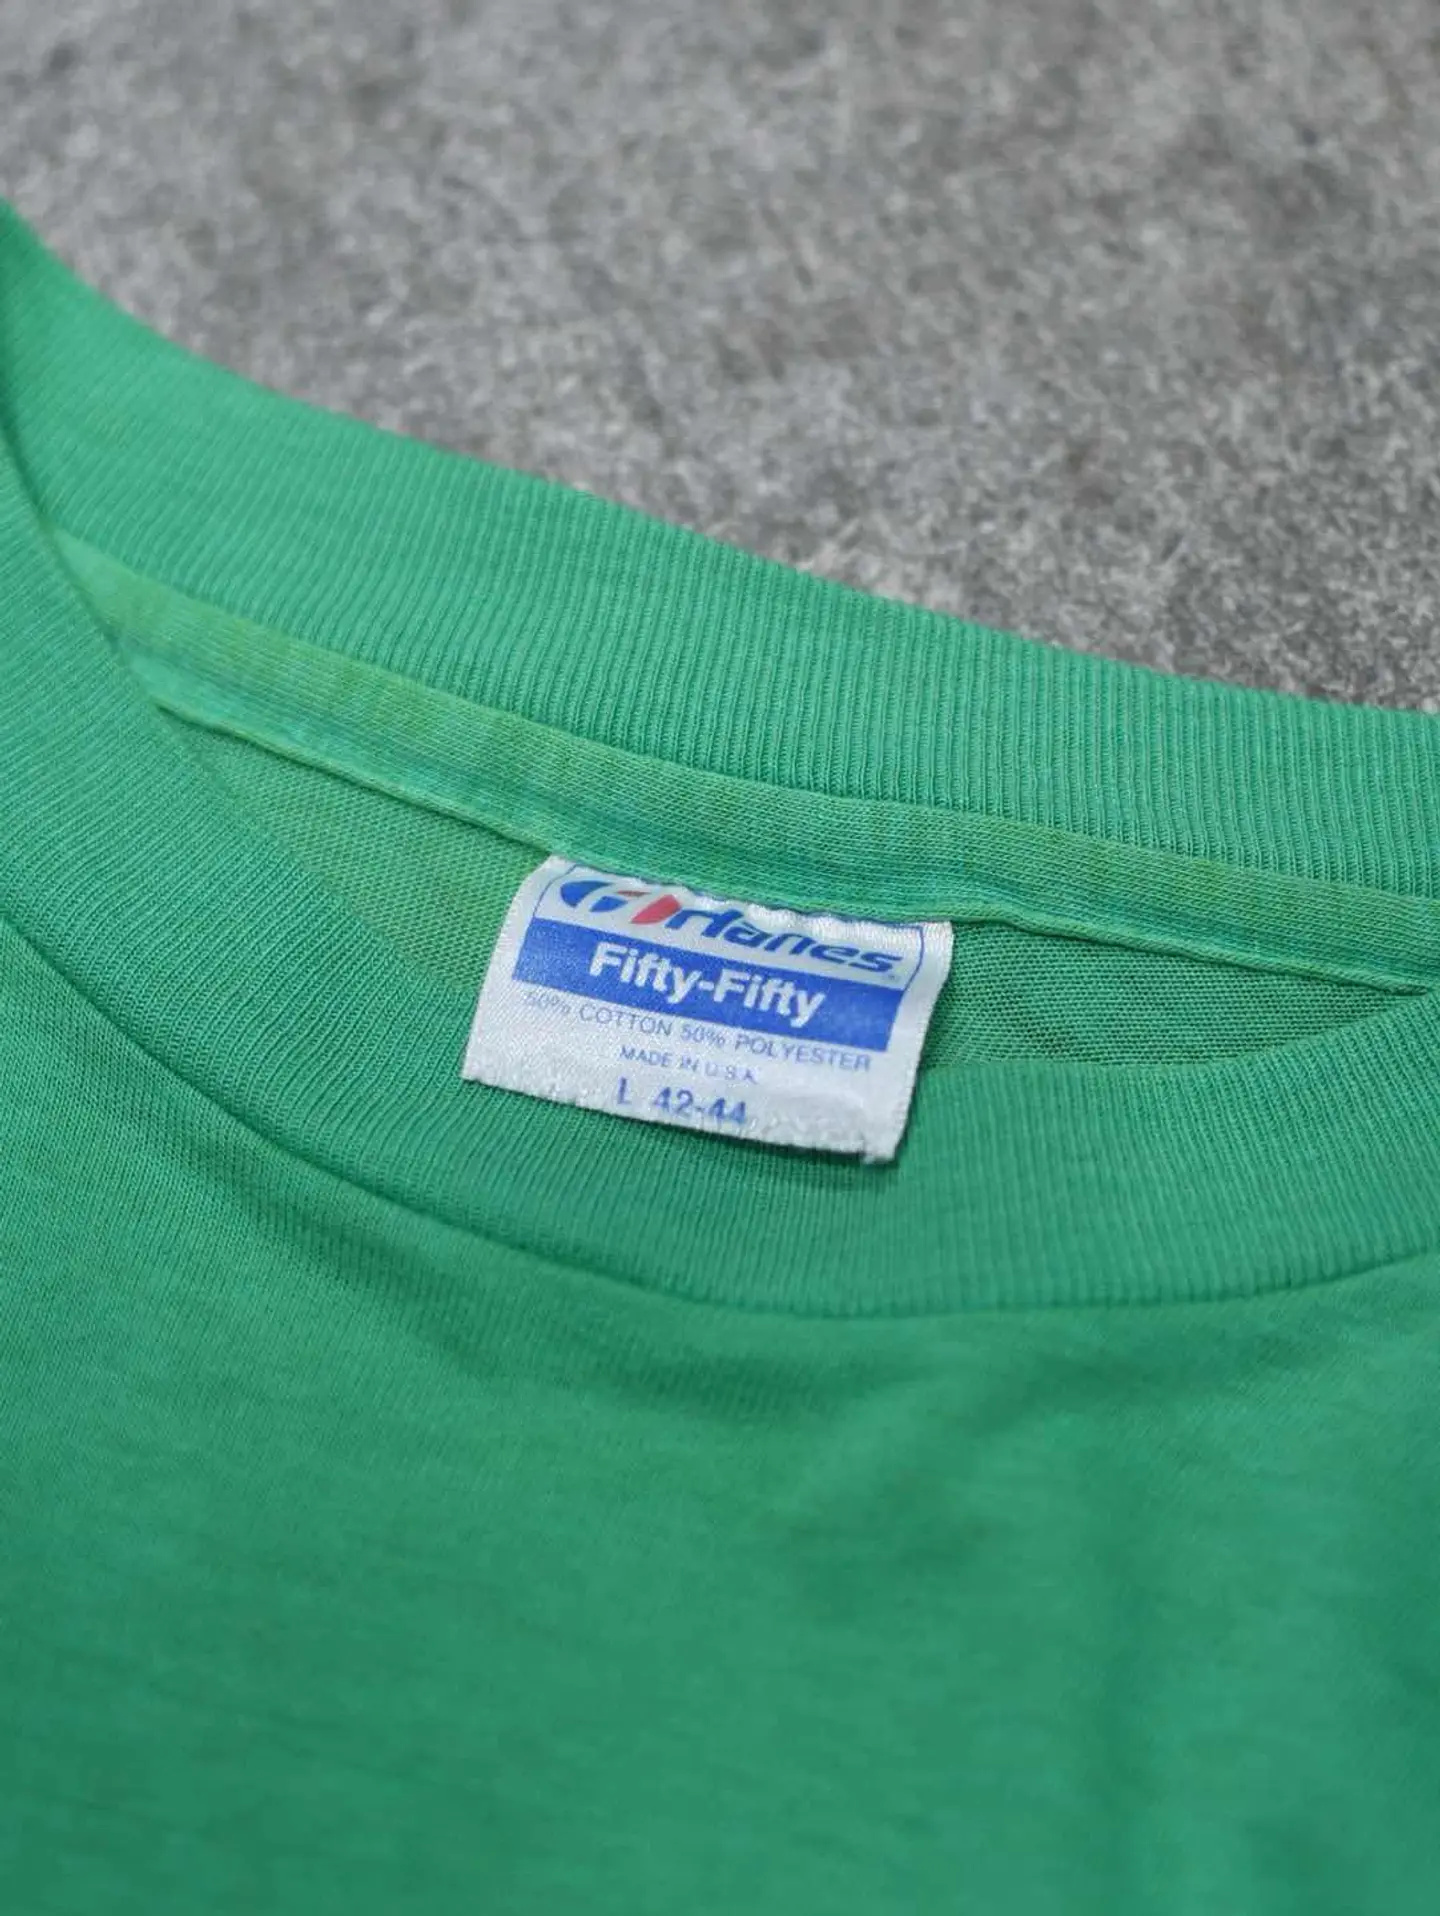 Hanes
Fifty-Fifty
50% COTTON 50% POLYESTER
MADE IN U.S.A.
L 42-44